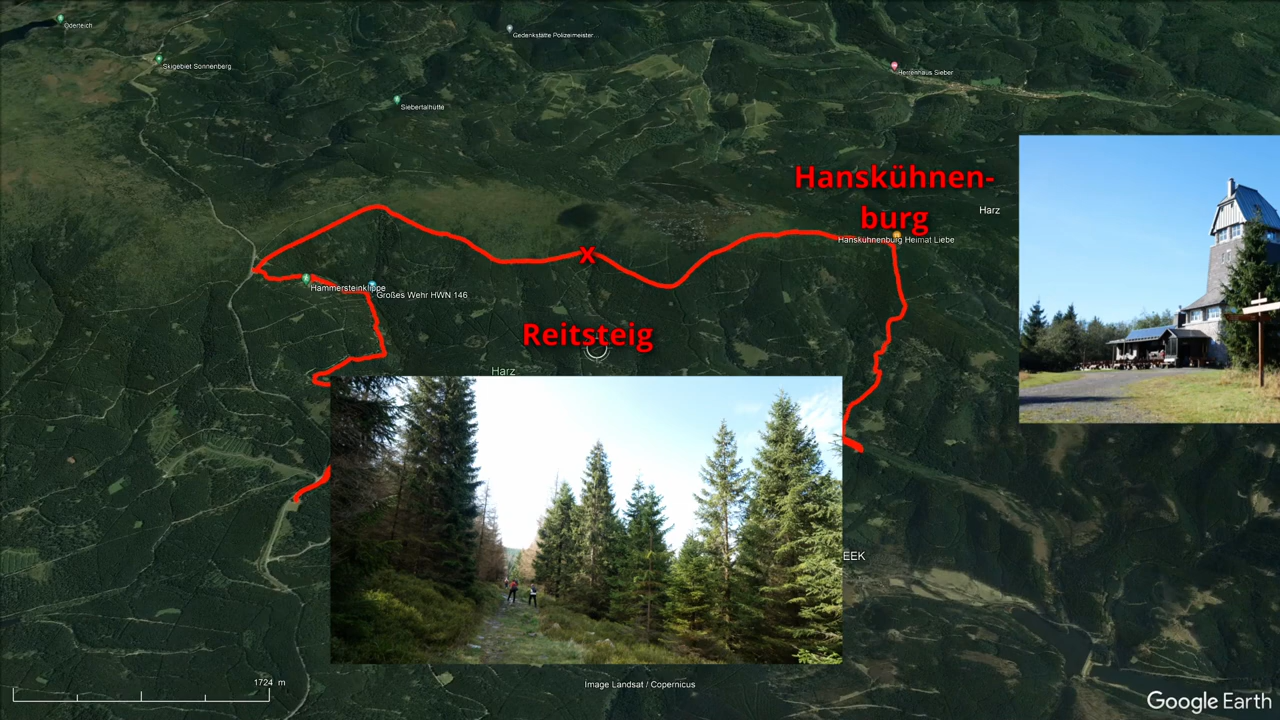 Oderteich
Gedenkstätte Polizeimeister...
Skigebiet Sonnenberg
Herrenhaus Sieber
Siebertalhütte
Hanskühnen-
burg
Harz
Hanskühnenburg Heimat Liebe
x
Hammersteinklippe
Großes Wehr HWN 146
Reitsteig
Harz
EEK
1724 m
Image Landsat / Copernicus
Google Earth